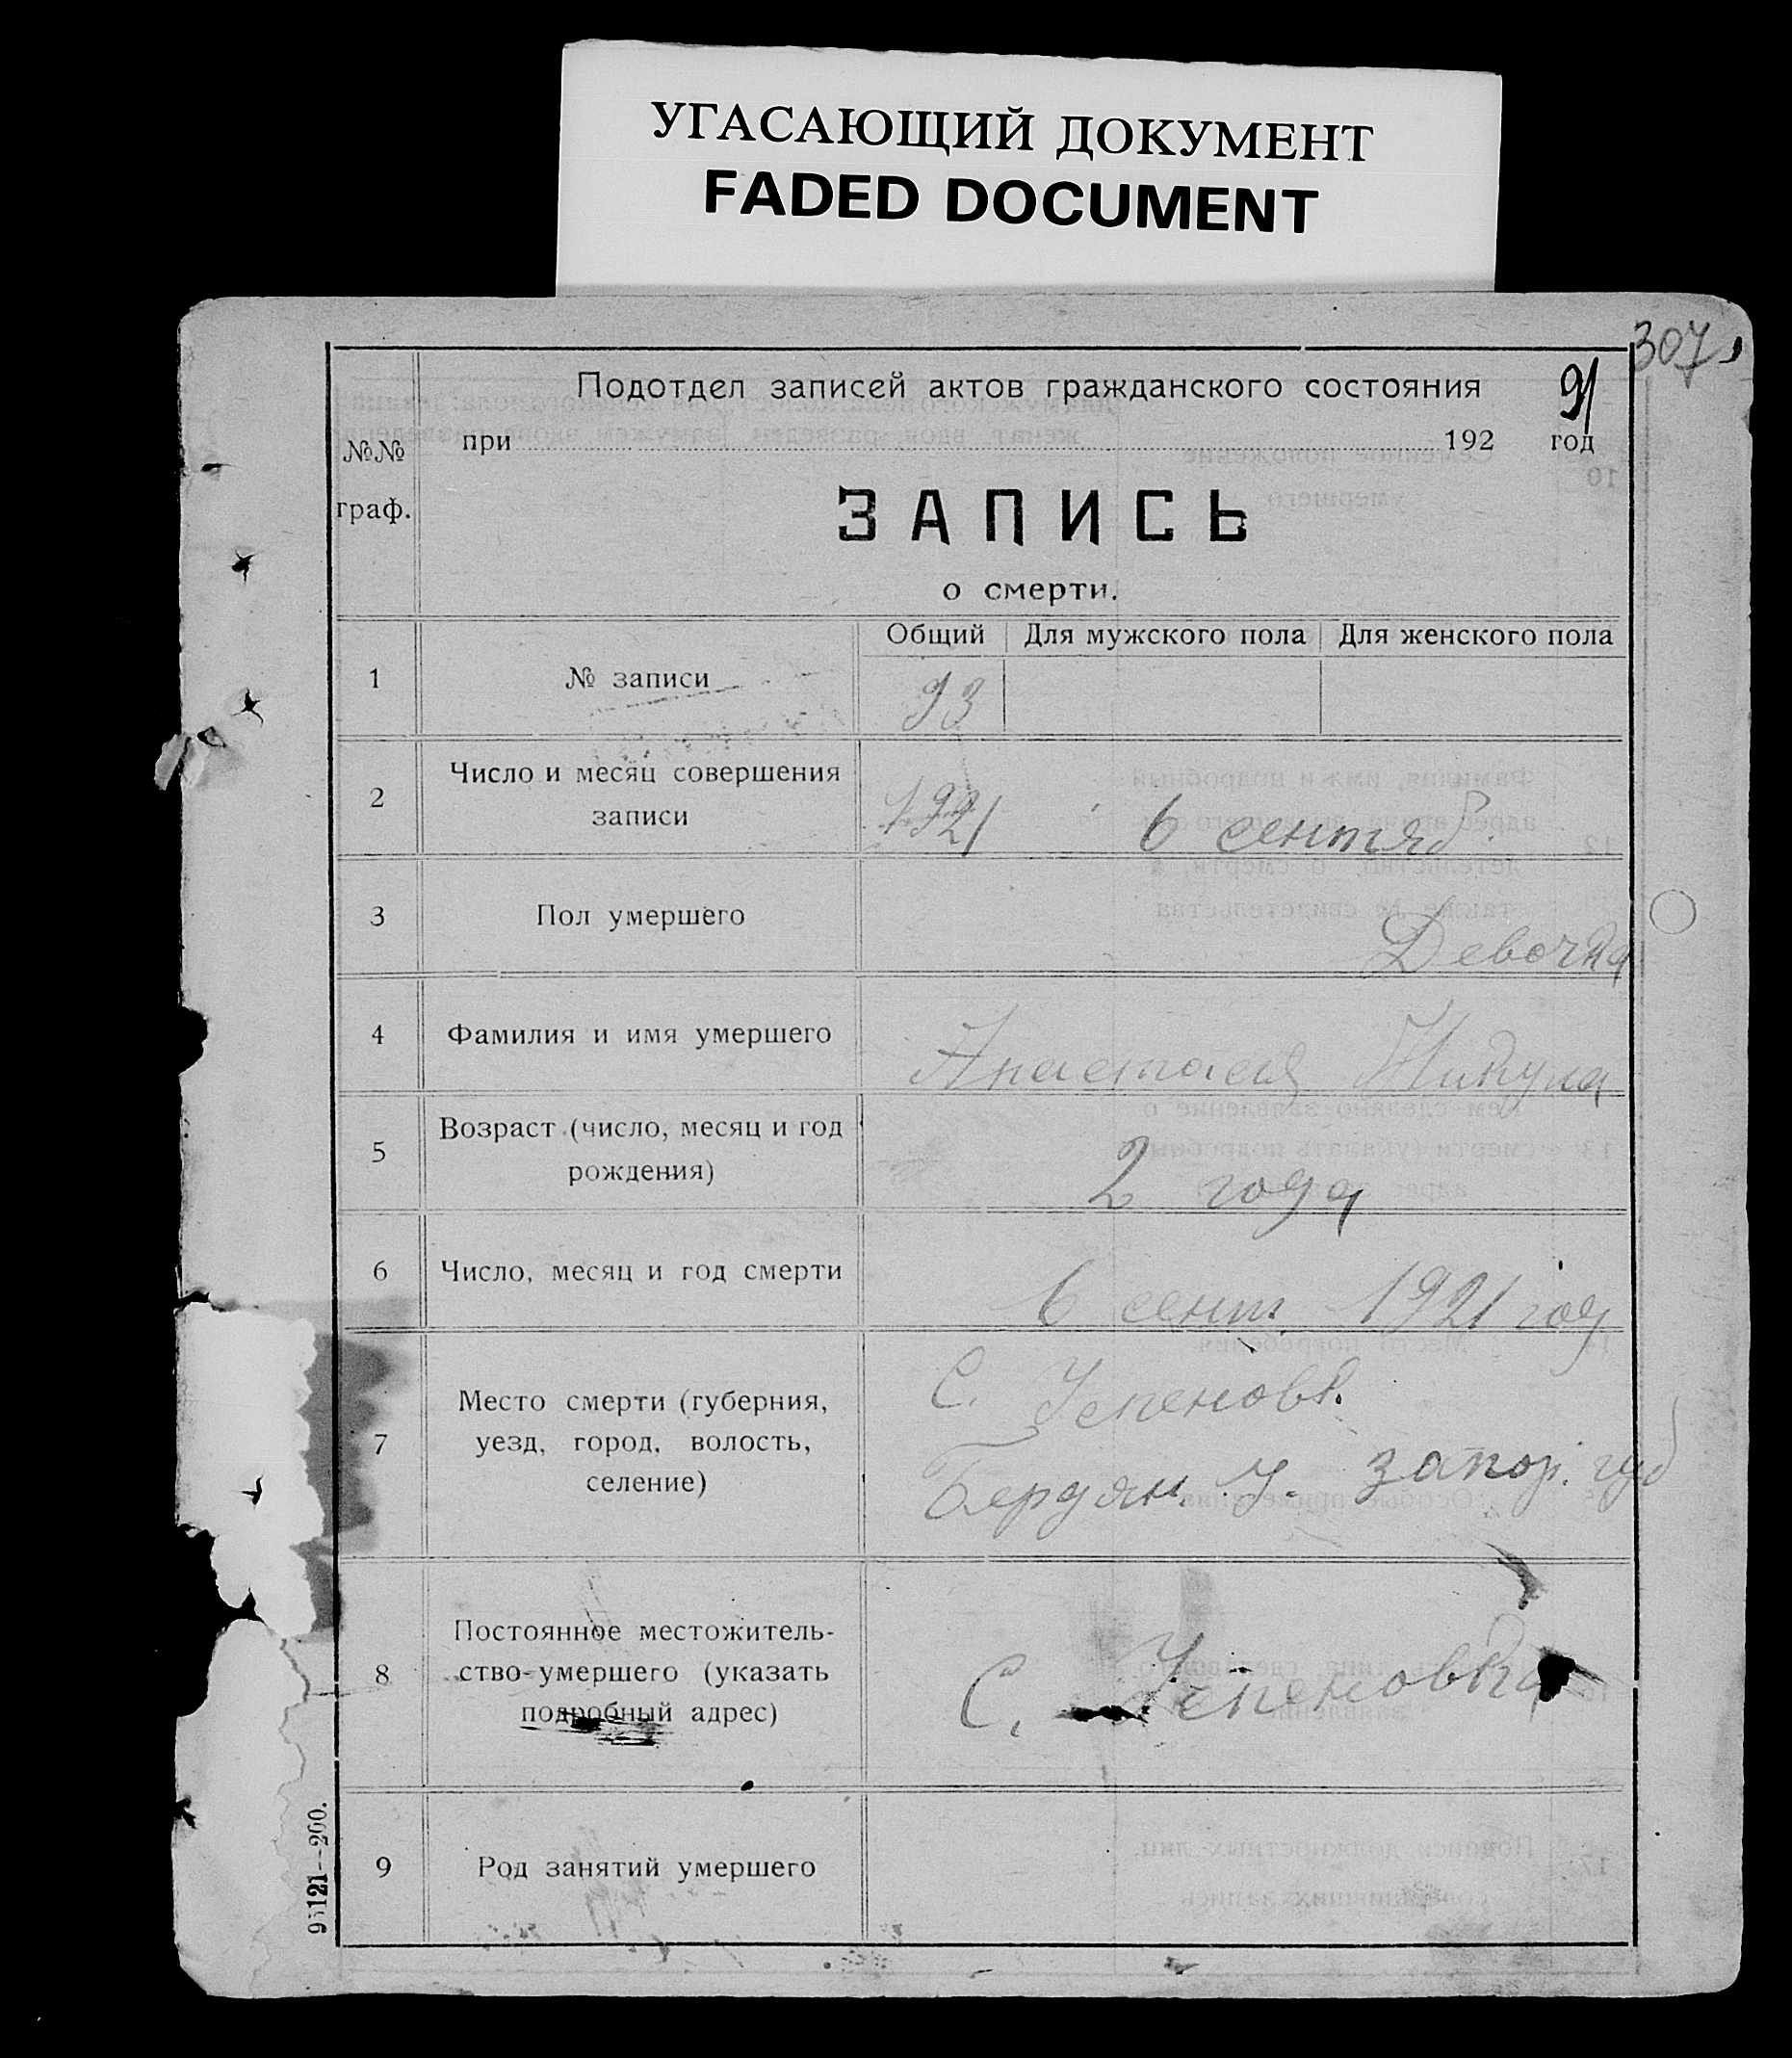 УГАСАЮЩИЙ ДОКУМЕНТ
FADED DOCUMENT
307
91
Подотдел записей актов гражданского состояния
при 192 год
№№
граф.
ЗАПИСЬ
о смерти.
Общий Для мужского пола Для женского пола
1 № записи 93
2 Число и месяц совершения
записи
1921 6 сентяб.
3 Пол умершего Девочка
4 Фамилия и имя умершего Анастасия
5 Возраст (число, месяц и год
рождения)
2 года
6 Число, месяц и год смерти 6 сент. 1921 год
7 Место смерти (губерния,
уезд, город, волость,
селение)
С. Успеновк.
Бердян. у. запор. губ
8 Постоянное местожитель-
ство умершего (указать
подробный адрес)
С. Успеновка
9 Род занятий умершего